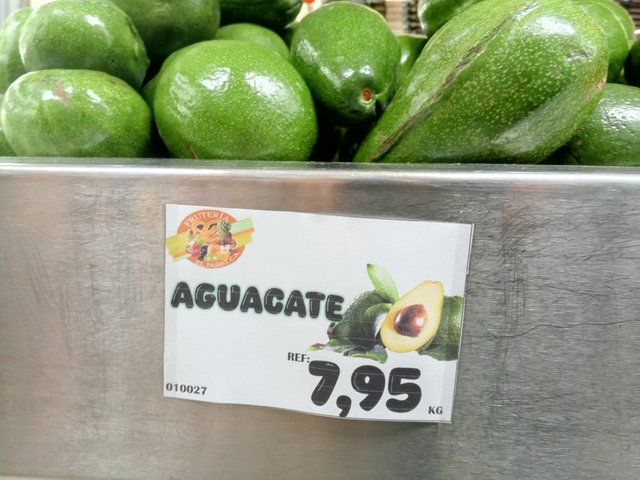 FRUTERIA
AGUACATE
REF:
7,95
010027
KG